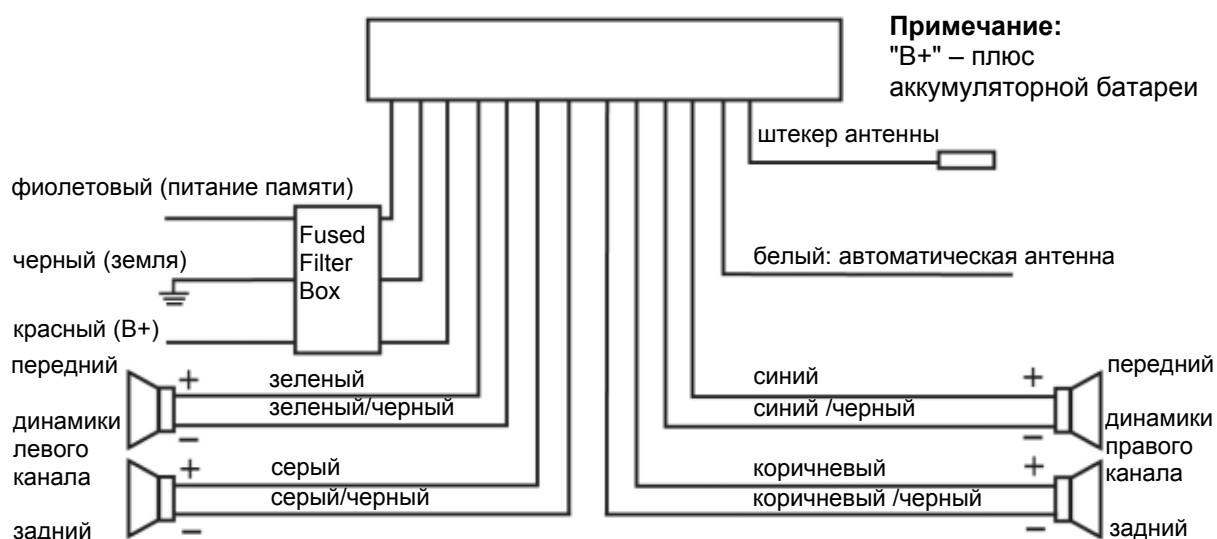 Примечание:
"B+" – плюс
аккумуляторной батареи
штекер антенны
фиолетовый (питание памяти)
Fused
Filter
Box
черный (земля)
белый: автоматическая антенна
красный (B+)
передний
динамики
левого
канала
задний
+
зеленый
зеленый/черный
–
+
серый
серый/черный
–
синий
синий /черный
+
–
коричневый
коричневый /черный
+
–
передний
динамики
правого
канала
задний